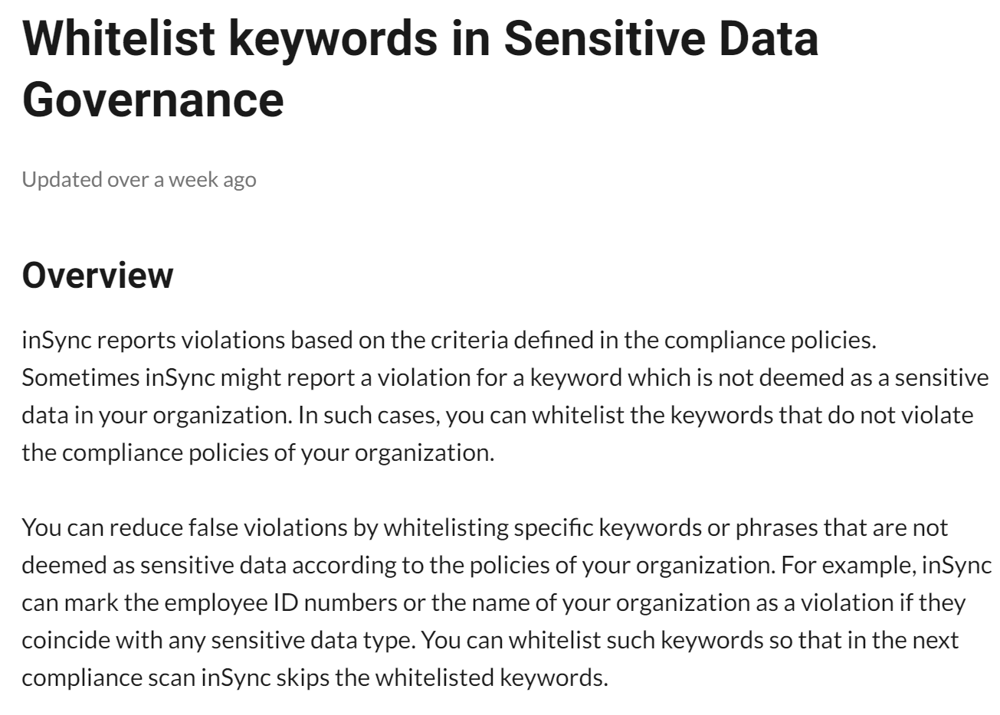 Whitelist keywords in Sensitive Data
Governance
Updated over a week ago
Overview
inSync reports violations based on the criteria defined in the compliance policies.
Sometimes inSync might report a violation for a keyword which is not deemed as a sensitive
data in your organization. In such cases, you can whitelist the keywords that do not violate
the compliance policies of your organization.
You can reduce false violations by whitelisting specific keywords or phrases that are not
deemed as sensitive data according to the policies of your organization. For example, inSync
can mark the employee ID numbers or the name of your organization as a violation if they
coincide with any sensitive data type. You can whitelist such keywords so that in the next
compliance scan inSync skips the whitelisted keywords.